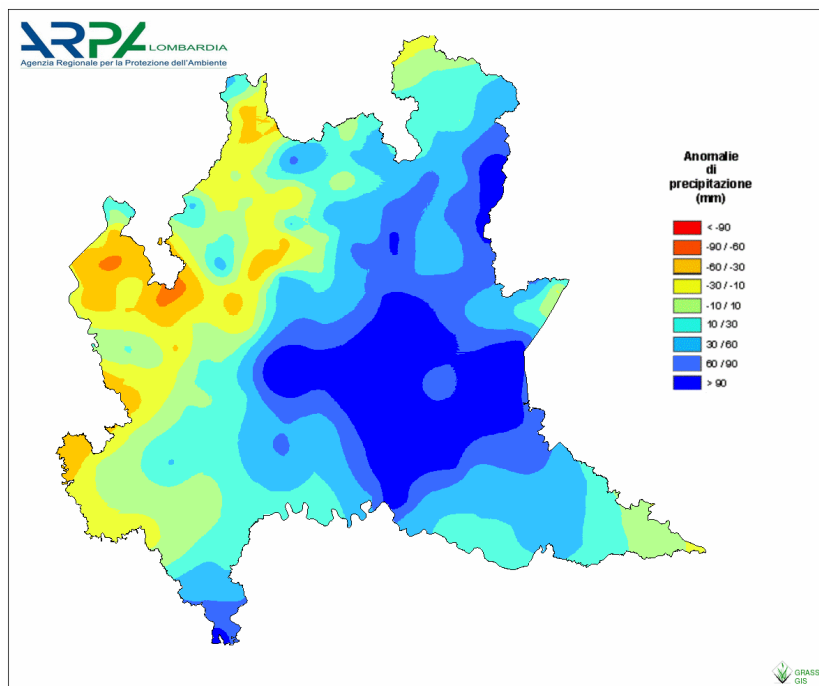 ARPA LOMBARDIA
Agenzia Regionale per la Protezione dell'Ambiente
Anomalie
di
precipitazione
(mm)
< -90
-90 / -60
-60 / -30
-30 / -10
-10 / 10
10 / 30
30 / 60
60 / 90
> 90
GRASS
GIS